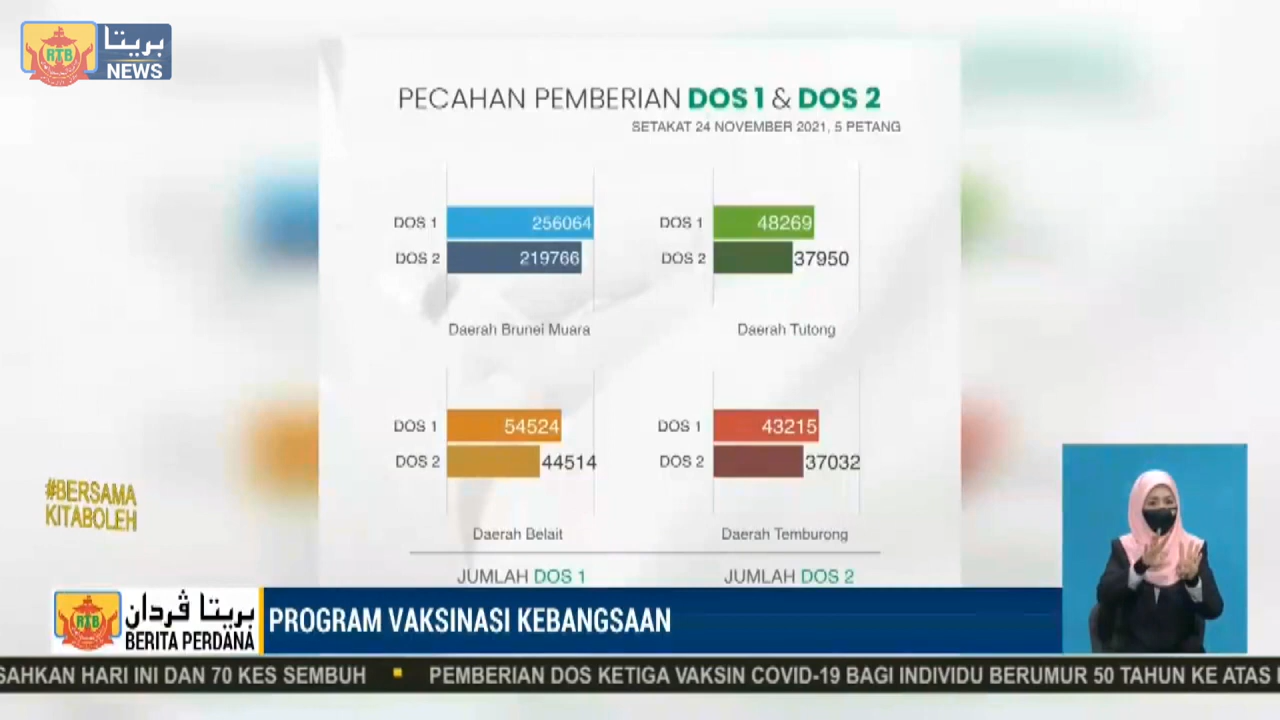 بريتا
NEWS
RTB
PECAHAN PEMBERIAN DOS 1 & DOS 2
SETAKAT 24 NOVEMBER 2021, 5 PETANG
DOS 1 256064
DOS 2 219766
Daerah Brunei Muara
DOS 1 48269
DOS 2 37950
Daerah Tutong
DOS 1 54524
DOS 2 44514
Daerah Belait
DOS 1 43215
DOS 2 37032
Daerah Temburong
JUMLAH DOS 1
JUMLAH DOS 2
#BERSAMA
KITABOLEH
RTB
بريتا ڤردان
BERITA PERDANA
PROGRAM VAKSINASI KEBANGSAAN
SAHKAN HARI INI DAN 70 KES SEMBUH ▪ PEMBERIAN DOS KETIGA VAKSIN COVID-19 BAGI INDIVIDU BERUMUR 50 TAHUN KE ATAS